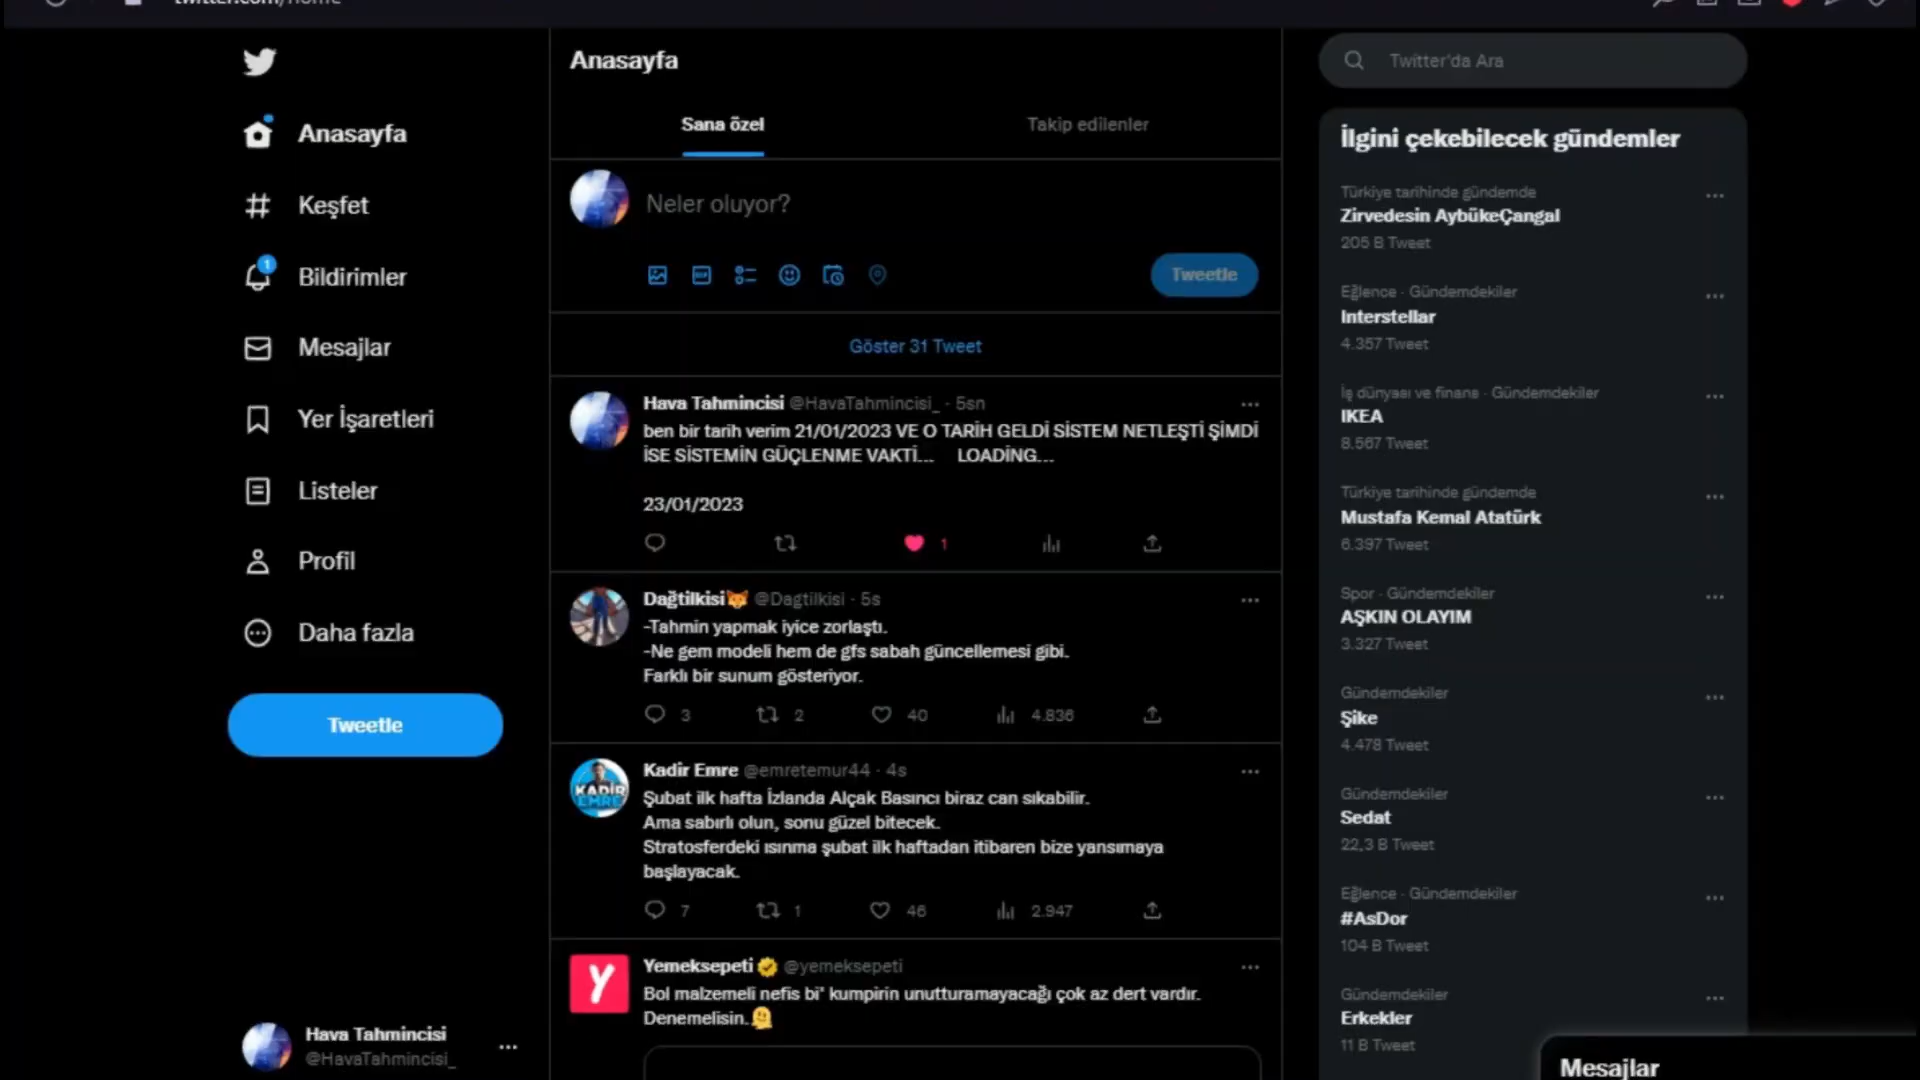 twitter.com/home
Anasayfa
Keşfet
1
Bildirimler
Mesajlar
Yer İşaretleri
Listeler
Profil
Daha fazla
Tweetle
Hava Tahmincisi
@HavaTahmincisi_
Anasayfa
Sana özel
Takip edilenler
Neler oluyor?
GIF
Tweetle
Göster 31 Tweet
Hava Tahmincisi @HavaTahmincisi_ · 5sn
ben bir tarih verim 21/01/2023 VE O TARİH GELDİ SİSTEM NETLEŞTİ ŞİMDİ
İSE SİSTEMİN GÜÇLENME VAKTİ... LOADİNG...
23/01/2023
1
Dağtilkisi🦊 @Dagtilkisi · 5s
-Tahmin yapmak iyice zorlaştı.
-Ne gem modeli hem de gfs sabah güncellemesi gibi.
Farklı bir sunum gösteriyor.
3 2 40 4.836
KADİR
EMRE
Kadir Emre @emretemur44 · 4s
Şubat ilk hafta İzlanda Alçak Basıncı biraz can sıkabilir.
Ama sabırlı olun, sonu güzel bitecek.
Stratosferdeki ısınma şubat ilk haftadan itibaren bize yansımaya
başlayacak.
7 1 46 2.947
Y
Yemeksepeti @yemeksepeti
Bol malzemeli nefis bi' kumpirin unutturamayacağı çok az dert vardır.
Denemelisin.🫠
Twitter'da Ara
İlgini çekebilecek gündemler
Türkiye tarihinde gündemde
Zirvedesin AybükeÇangal
205 B Tweet
Eğlence · Gündemdekiler
Interstellar
4.357 Tweet
İş dünyası ve finans · Gündemdekiler
IKEA
8.567 Tweet
Türkiye tarihinde gündemde
Mustafa Kemal Atatürk
6.397 Tweet
Spor · Gündemdekiler
AŞKIN OLAYIM
3.327 Tweet
Gündemdekiler
Şike
4.478 Tweet
Gündemdekiler
Sedat
22,3 B Tweet
Eğlence · Gündemdekiler
#AsDor
104 B Tweet
Gündemdekiler
Erkekler
11 B Tweet
Mesajlar